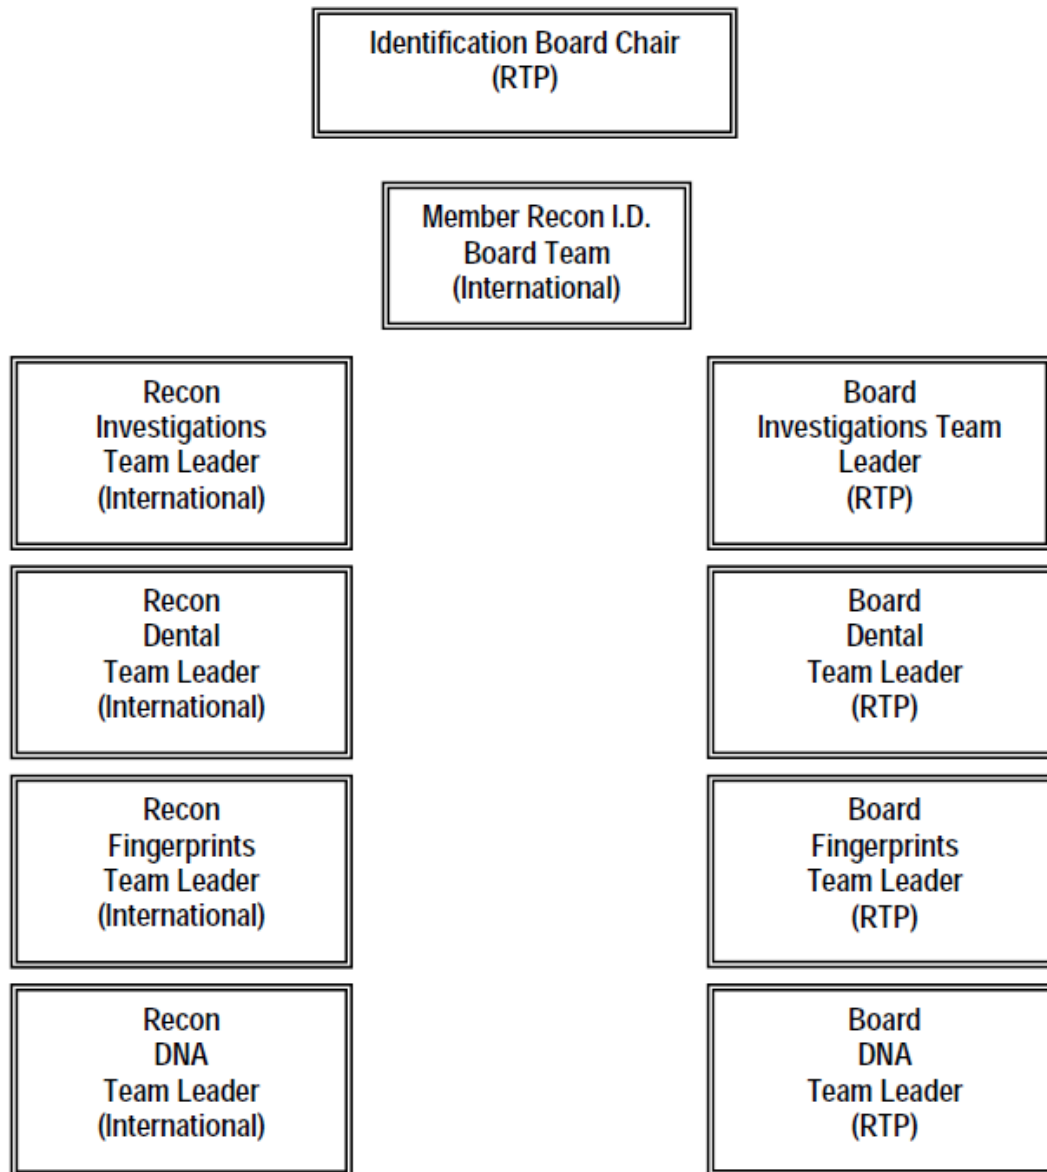 Identification Board Chair
(RTP)
Member Recon I.D.
Board Team
(International)
Recon
Investigations
Team Leader
(International)
Board
Investigations Team
Leader
(RTP)
Recon
Dental
Team Leader
(International)
Board
Dental
Team Leader
(RTP)
Recon
Fingerprints
Team Leader
(International)
Board
Fingerprints
Team Leader
(RTP)
Recon
DNA
Team Leader
(International)
Board
DNA
Team Leader
(RTP)